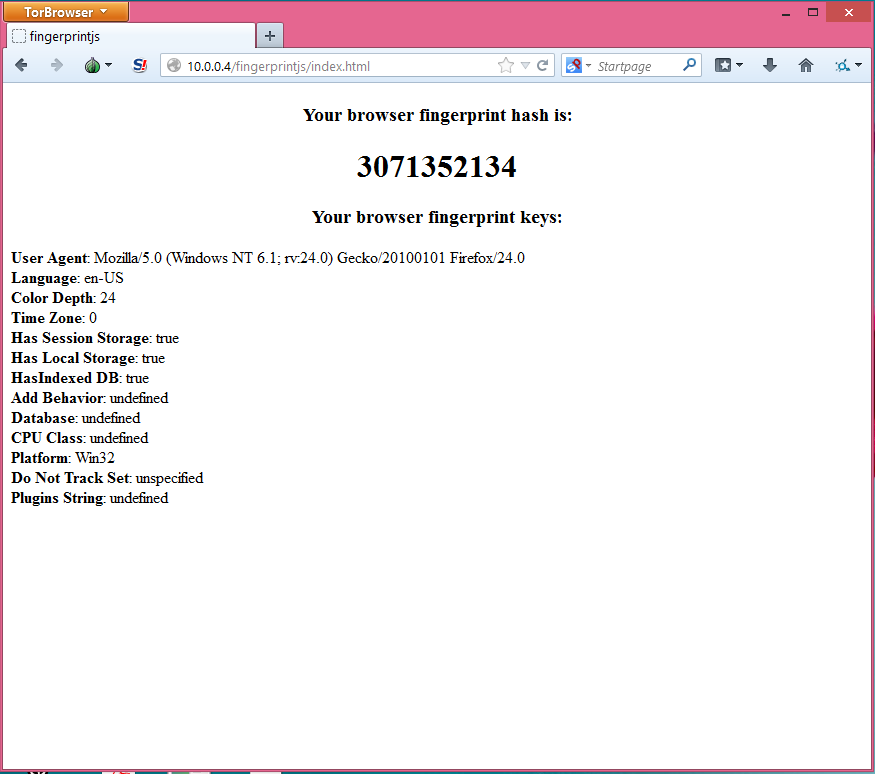 TorBrowser
fingerprintjs
10.0.0.4/fingerprintjs/index.html
Startpage
Your browser fingerprint hash is:
3071352134
Your browser fingerprint keys:
User Agent: Mozilla/5.0 (Windows NT 6.1; rv:24.0) Gecko/20100101 Firefox/24.0
Language: en-US
Color Depth: 24
Time Zone: 0
Has Session Storage: true
Has Local Storage: true
HasIndexed DB: true
Add Behavior: undefined
Database: undefined
CPU Class: undefined
Platform: Win32
Do Not Track Set: unspecified
Plugins String: undefined